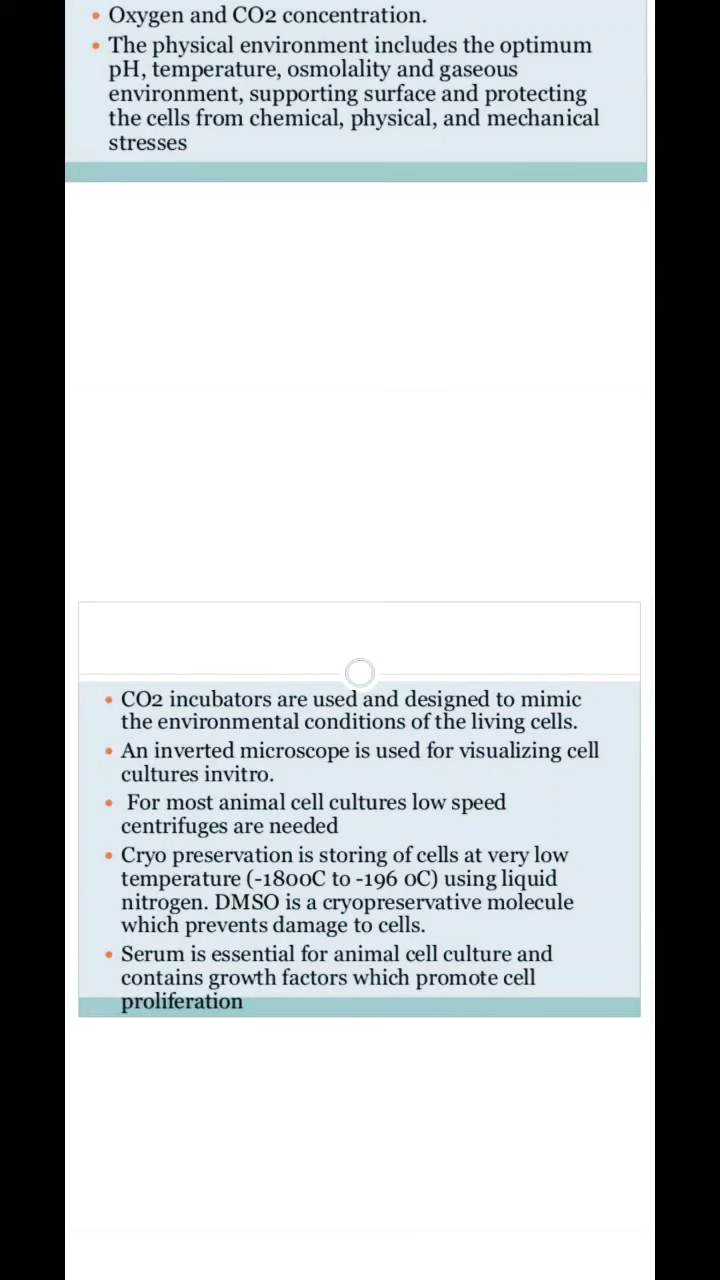 Oxygen and CO2 concentration.
The physical environment includes the optimum
pH, temperature, osmolality and gaseous
environment, supporting surface and protecting
the cells from chemical, physical, and mechanical
stresses
CO2 incubators are used and designed to mimic
the environmental conditions of the living cells.
An inverted microscope is used for visualizing cell
cultures invitro.
For most animal cell cultures low speed
centrifuges are needed
Cryo preservation is storing of cells at very low
temperature (-1800C to -196 0C) using liquid
nitrogen. DMSO is a cryopreservative molecule
which prevents damage to cells.
Serum is essential for animal cell culture and
contains growth factors which promote cell
proliferation